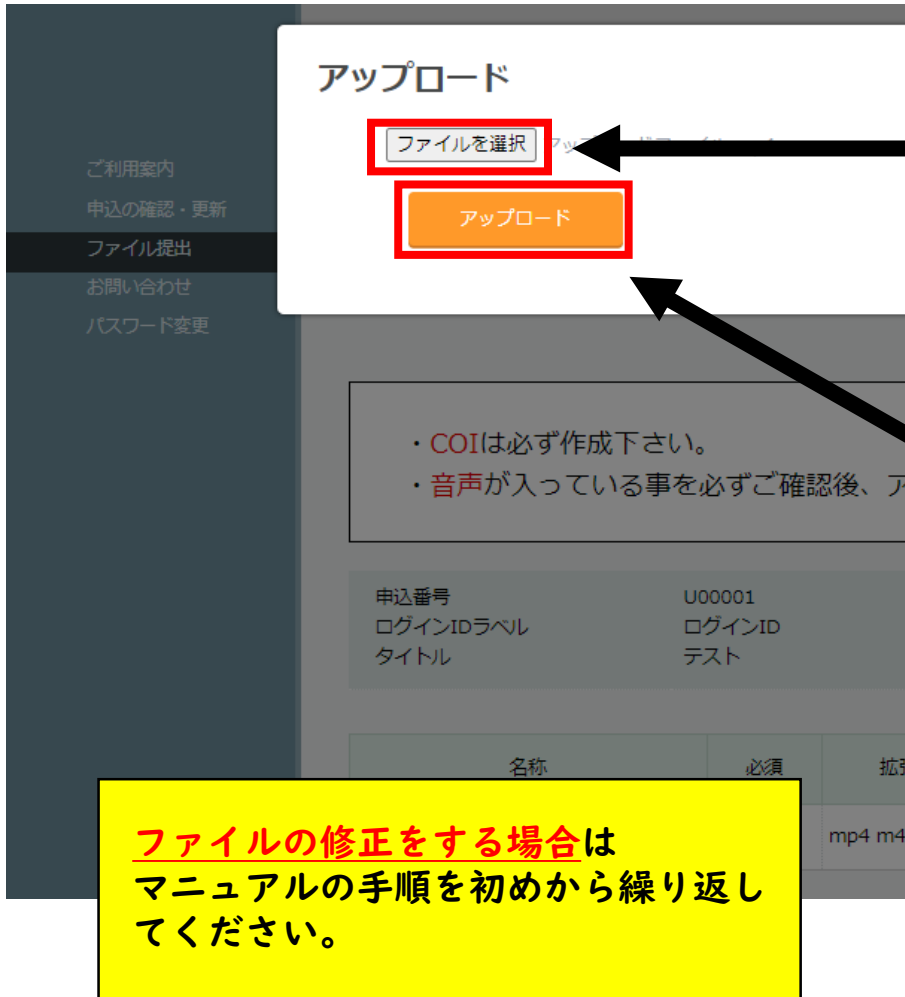 アップロード
ファイルを選択
アップロード
ご利用案内
申込の確認・更新
ファイル提出
お問い合わせ
パスワード変更
・COIは必ず作成下さい。
・音声が入っている事を必ずご確認後、ア
申込番号 U00001
ログインIDラベル ログインID
タイトル テスト
名称 必須 拡張
mp4 m4
ファイルの修正をする場合は
マニュアルの手順を初めから繰り返し
てください。